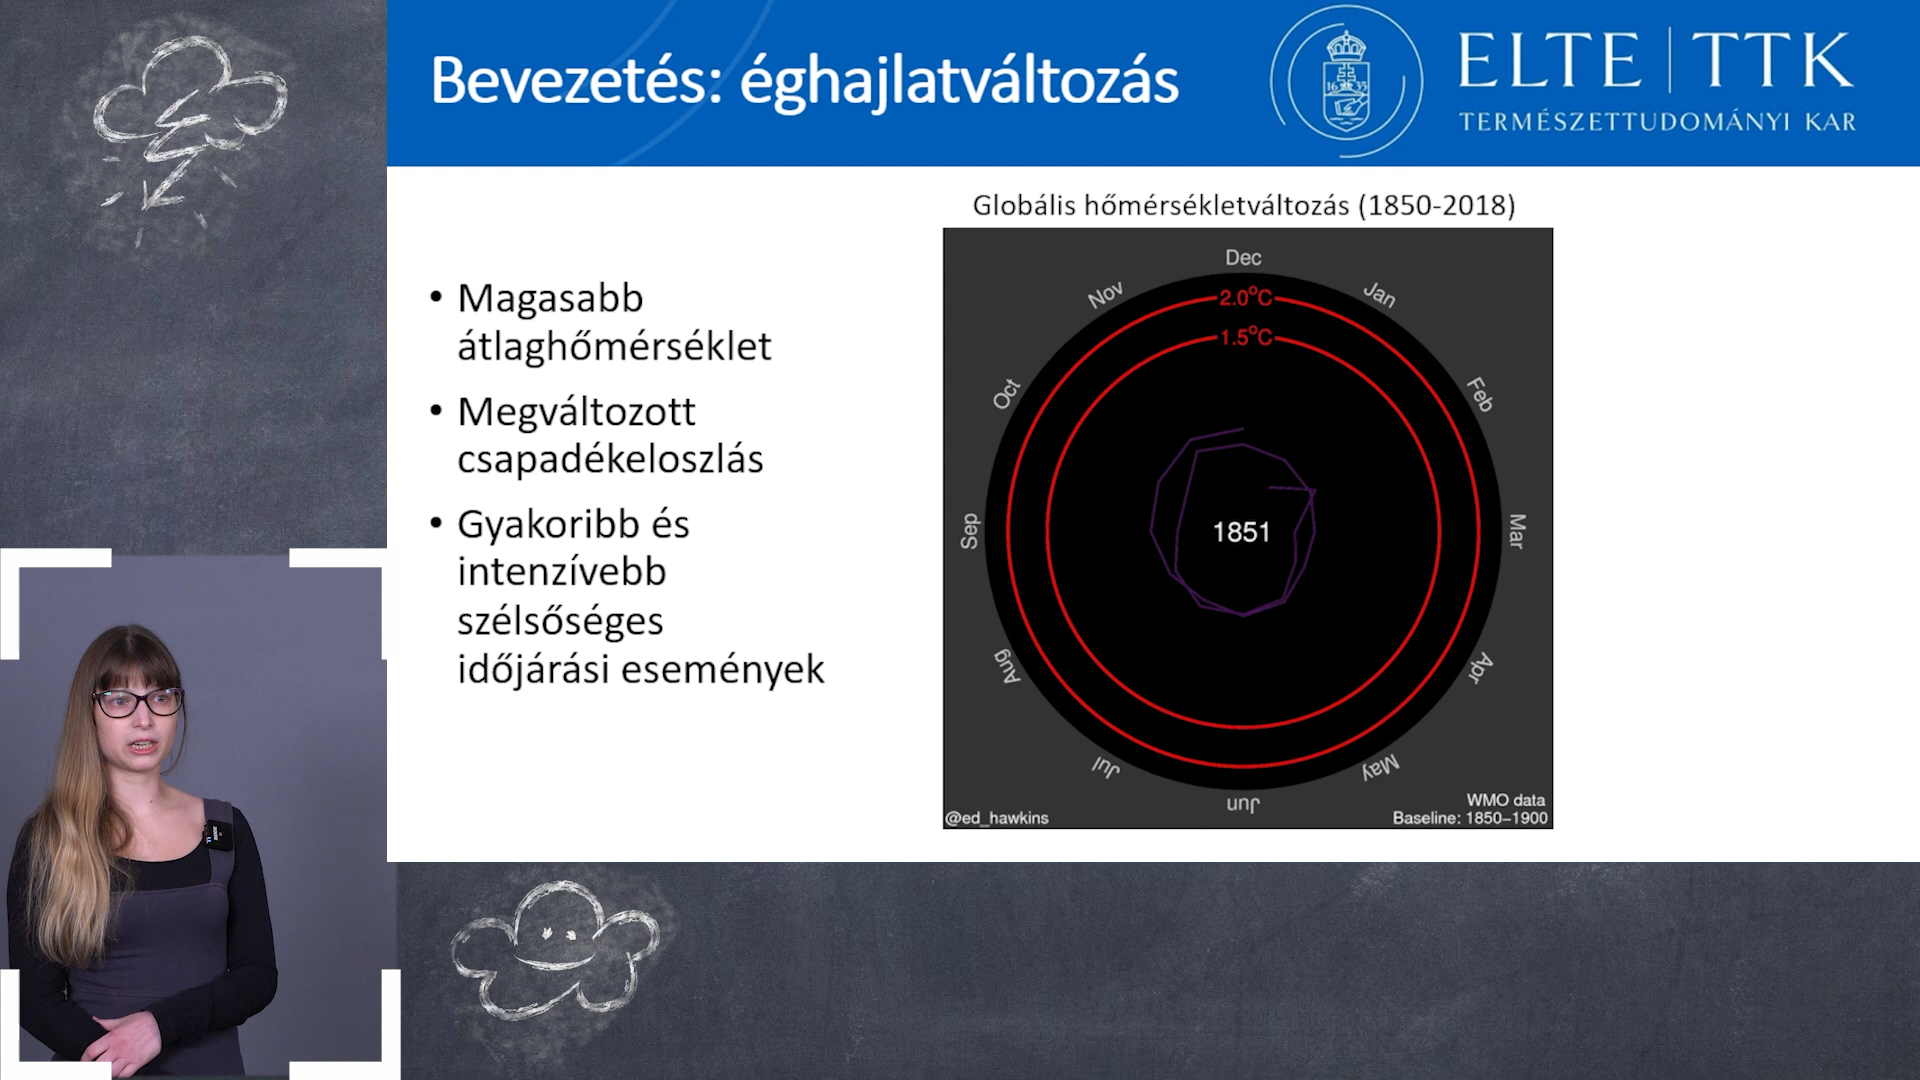 Bevezetés: éghajlatváltozás
1635
ELTE | TTK
TERMÉSZETTUDOMÁNYI KAR
• Magasabb
átlaghőmérséklet
• Megváltozott
csapadékeloszlás
• Gyakoribb és
intenzívebb
szélsőséges
időjárási események
Globális hőmérsékletváltozás (1850-2018)
Dec
Jan
Feb
Mar
Apr
May
Jun
Jul
Aug
Sep
Oct
Nov
2.0°C
1.5°C
1851
@ed_hawkins
WMO data
Baseline: 1850–1900